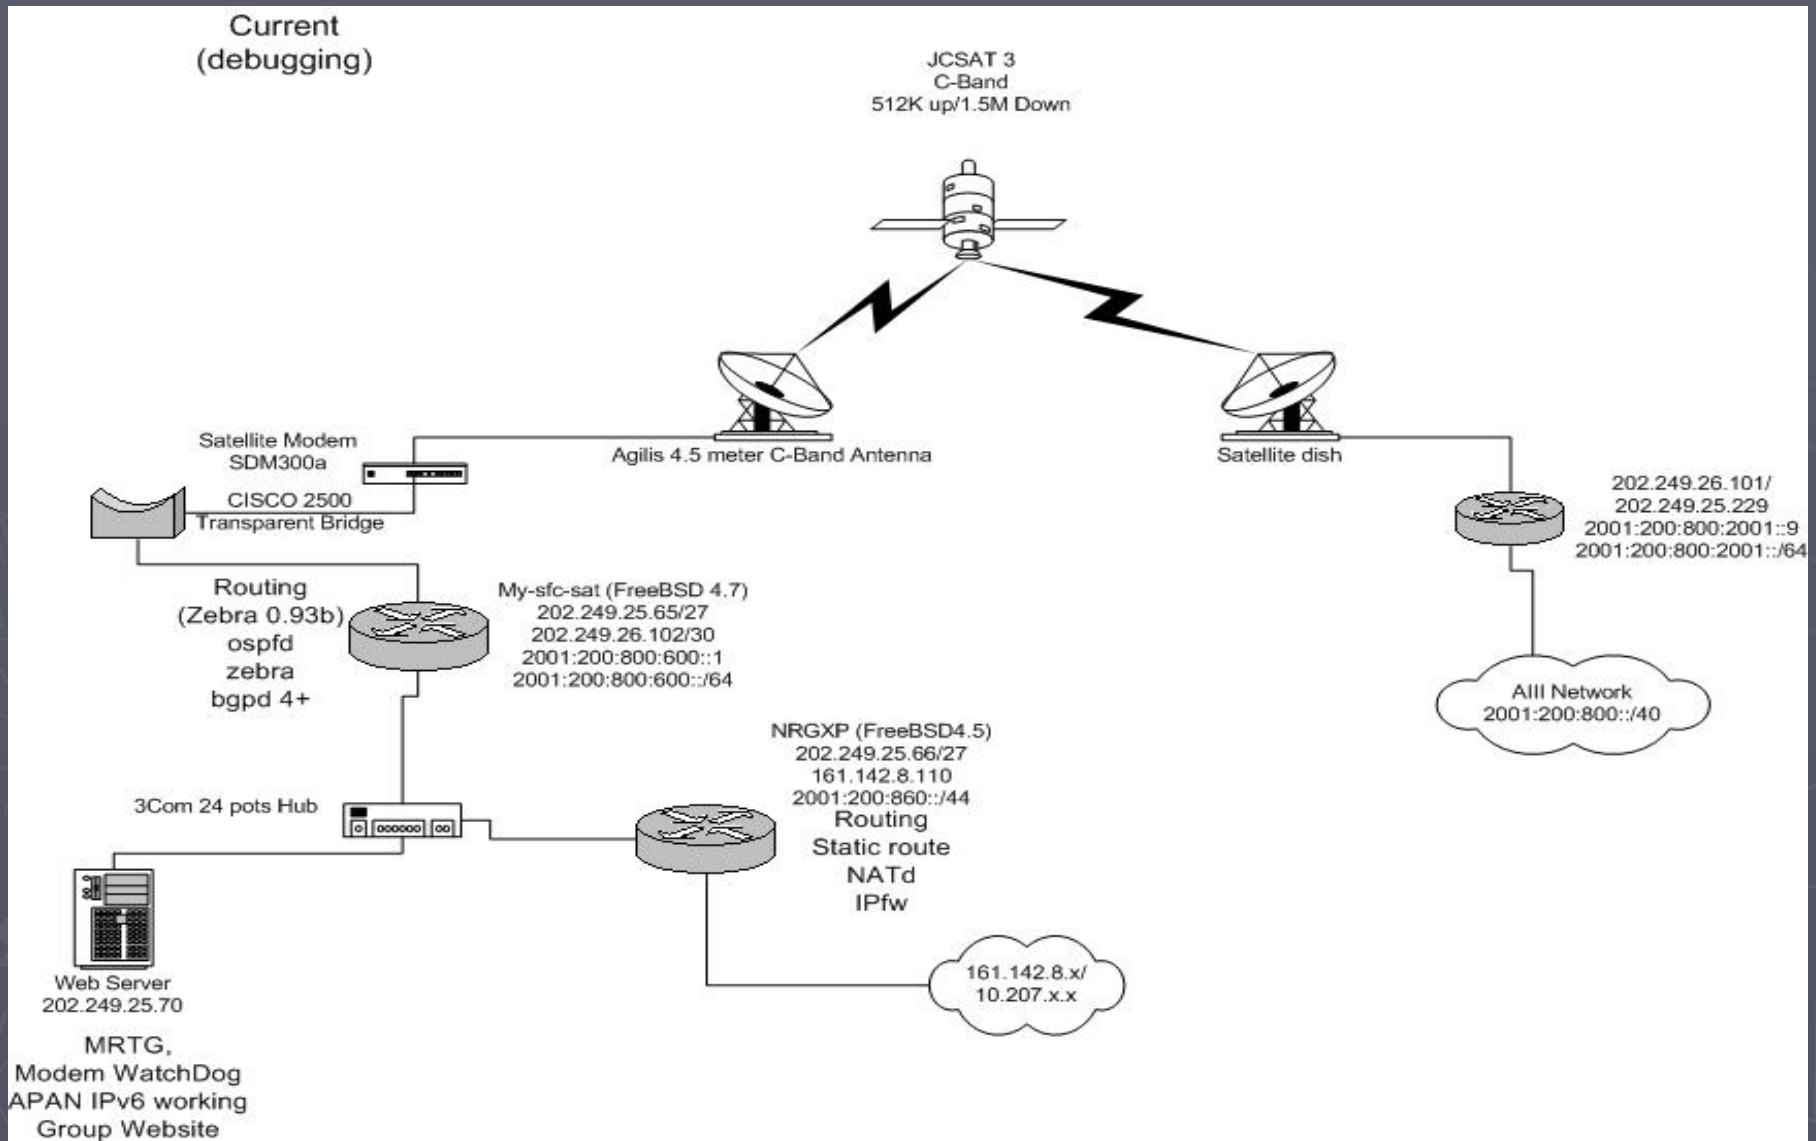 Current
(debugging)
JCSAT 3
C-Band
512K up/1.5M Down
Satellite Modem
SDM300a
CISCO 2500
Transparent Bridge
Agilis 4.5 meter C-Band Antenna
Satellite dish
202.249.26.101/
202.249.25.229
2001:200:800:2001::9
2001:200:800:2001::/64
Routing
(Zebra 0.93b)
ospfd
zebra
bgpd 4+
My-sfc-sat (FreeBSD 4.7)
202.249.25.65/27
202.249.26.102/30
2001:200:800:600::1
2001:200:800:600::/64
AIII Network
2001:200:800::/40
3Com 24 pots Hub
NRGXP (FreeBSD4.5)
202.249.25.66/27
161.142.8.110
2001:200:860::/44
Routing
Static route
NATd
IPfw
161.142.8.x/
10.207.x.x
Web Server
202.249.25.70
MRTG,
Modem WatchDog
APAN IPv6 working
Group Website